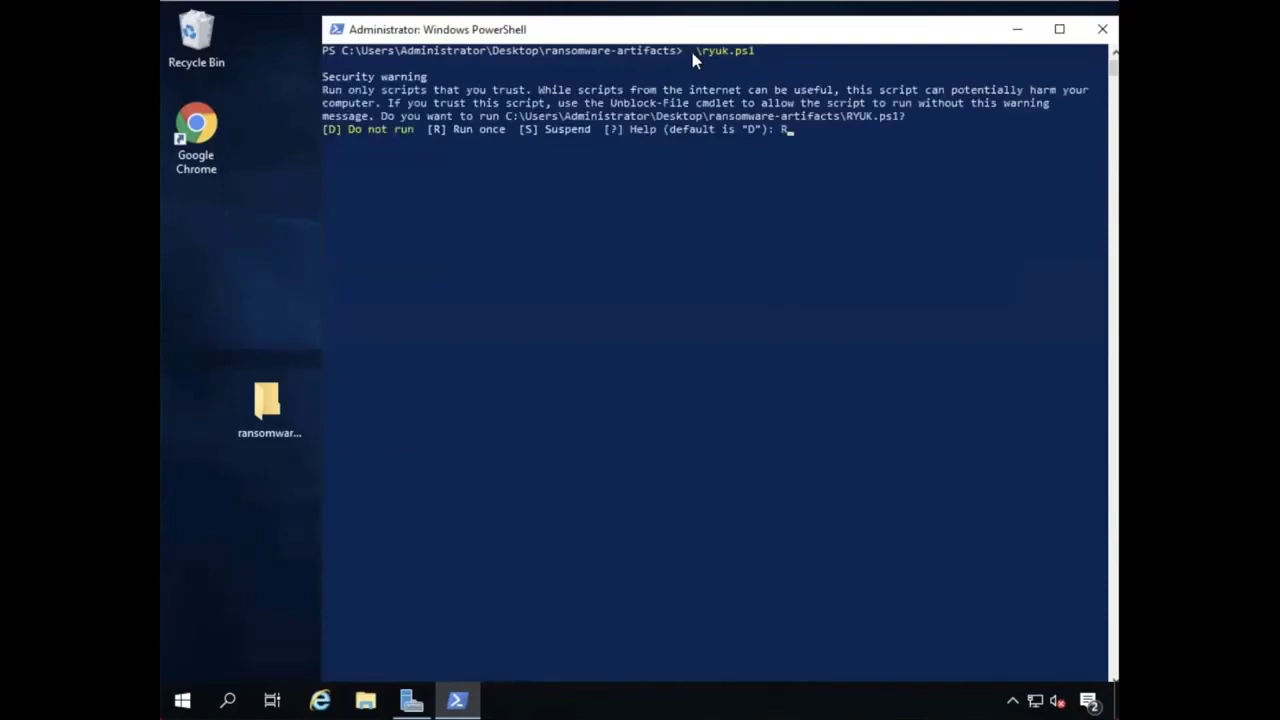 Administrator: Windows PowerShell
PS C:\Users\Administrator\Desktop\ransomware-artifacts> .\ryuk.ps1
Security warning
Run only scripts that you trust. While scripts from the internet can be useful, this script can potentially harm your
computer. If you trust this script, use the Unblock-File cmdlet to allow the script to run without this warning
message. Do you want to run C:\Users\Administrator\Desktop\ransomware-artifacts\RYUK.ps1?
[D] Do not run  [R] Run once  [S] Suspend  [?] Help (default is "D"): R
Recycle Bin
Google
Chrome
ransomwar...
2